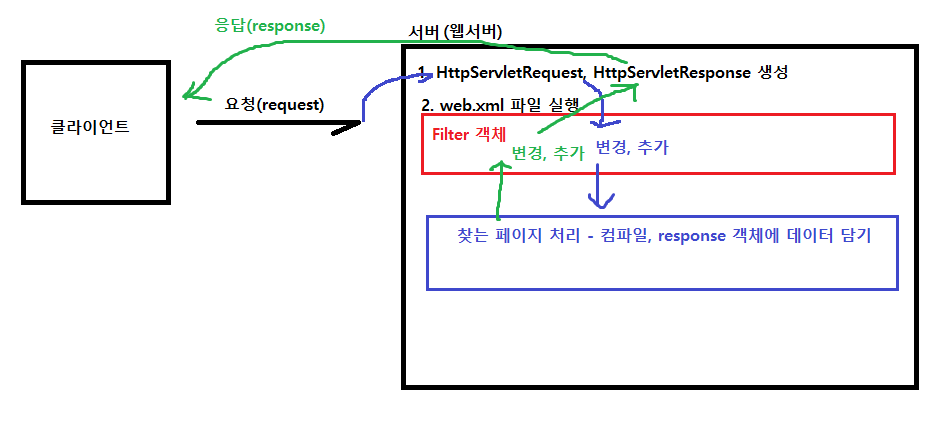 응답(response)
서버 (웹서버)
1. HttpServletRequest, HttpServletResponse 생성
요청(request)
2. web.xml 파일 실행
클라이언트
Filter 객체
변경, 추가
변경, 추가
찾는 페이지 처리 - 컴파일, response 객체에 데이터 담기